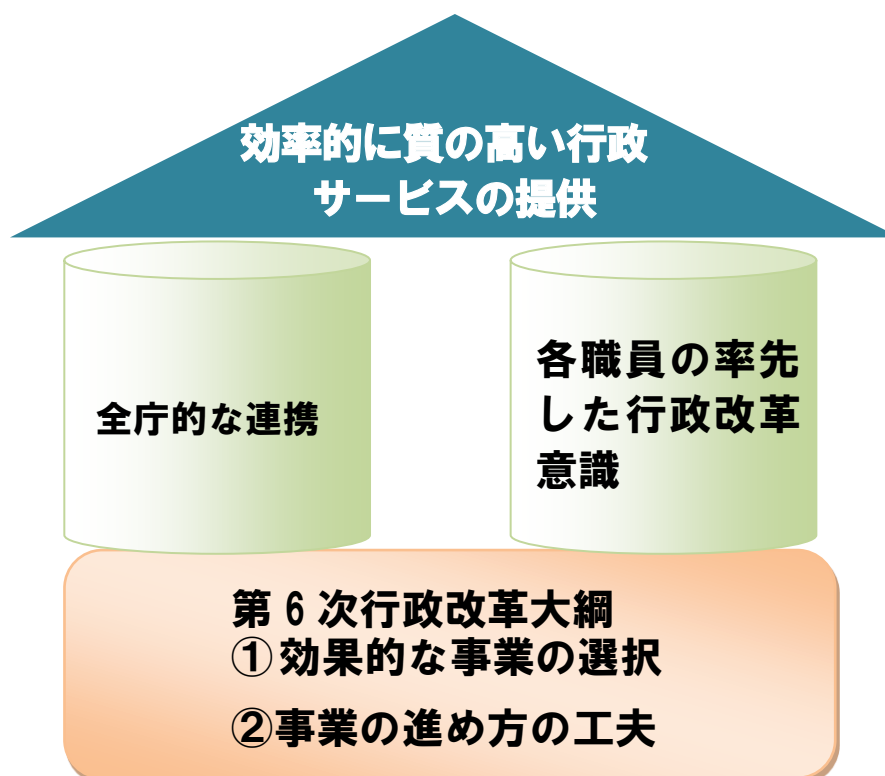 効率的に質の高い行政
サービスの提供
全庁的な連携
各職員の率先
した行政改革
意識
第6次行政改革大綱
①効果的な事業の選択
②事業の進め方の工夫